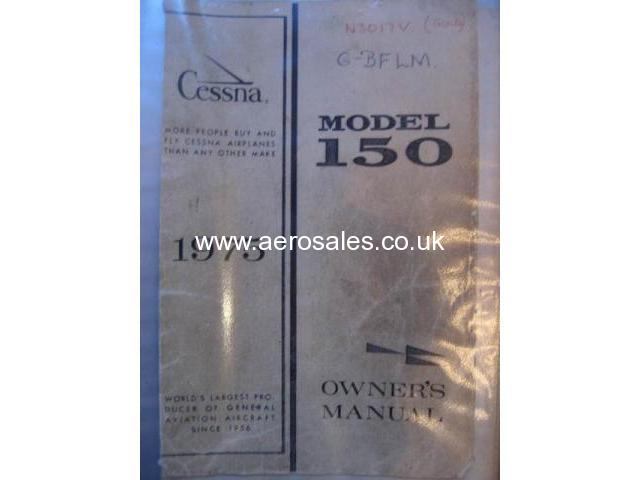 Cessna.
MORE PEOPLE BUY AND
FLY CESSNA AIRPLANES
THAN ANY OTHER MAKE
1975
WORLD'S LARGEST PRO-
DUCER OF GENERAL
AVIATION AIRCRAFT
SINCE 1956
N3017V.
G-BFLM.
MODEL
150
www.aerosales.co.uk
OWNER'S
MANUAL